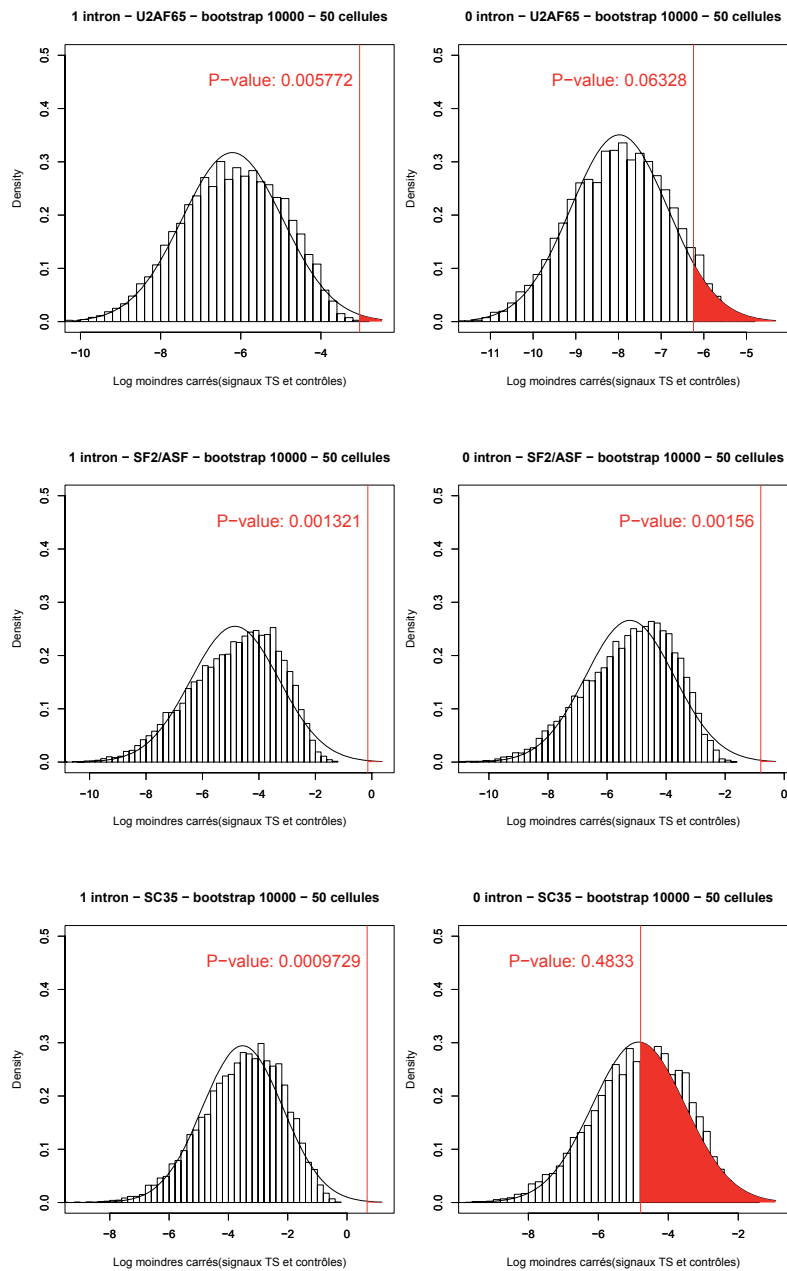 1 intron − U2AF65 − bootstrap 10000 − 50 cellules
P−value: 0.005772
Density
0.0 0.1 0.2 0.3 0.4 0.5
−10 −8 −6 −4
Log moindres carrés(signaux TS et contrôles)
0 intron − U2AF65 − bootstrap 10000 − 50 cellules
P−value: 0.06328
Density
0.0 0.1 0.2 0.3 0.4 0.5
−11 −10 −9 −8 −7 −6 −5
Log moindres carrés(signaux TS et contrôles)
1 intron − SF2/ASF − bootstrap 10000 − 50 cellules
P−value: 0.001321
Density
0.0 0.1 0.2 0.3 0.4 0.5
−10 −8 −6 −4 −2 0
Log moindres carrés(signaux TS et contrôles)
0 intron − SF2/ASF − bootstrap 10000 − 50 cellules
P−value: 0.00156
Density
0.0 0.1 0.2 0.3 0.4 0.5
−10 −8 −6 −4 −2 0
Log moindres carrés(signaux TS et contrôles)
1 intron − SC35 − bootstrap 10000 − 50 cellules
P−value: 0.0009729
Density
0.0 0.1 0.2 0.3 0.4 0.5
−8 −6 −4 −2 0
Log moindres carrés(signaux TS et contrôles)
0 intron − SC35 − bootstrap 10000 − 50 cellules
P−value: 0.4833
Density
0.0 0.1 0.2 0.3 0.4 0.5
−8 −6 −4 −2
Log moindres carrés(signaux TS et contrôles)